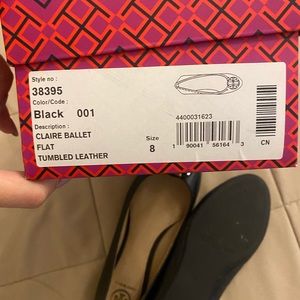 Style no :
38395
Color/Code :
Black 001
Description :
CLAIRE BALLET
FLAT
TUMBLED LEATHER
Size
8
4400031623
1 90041 56164 3
CN